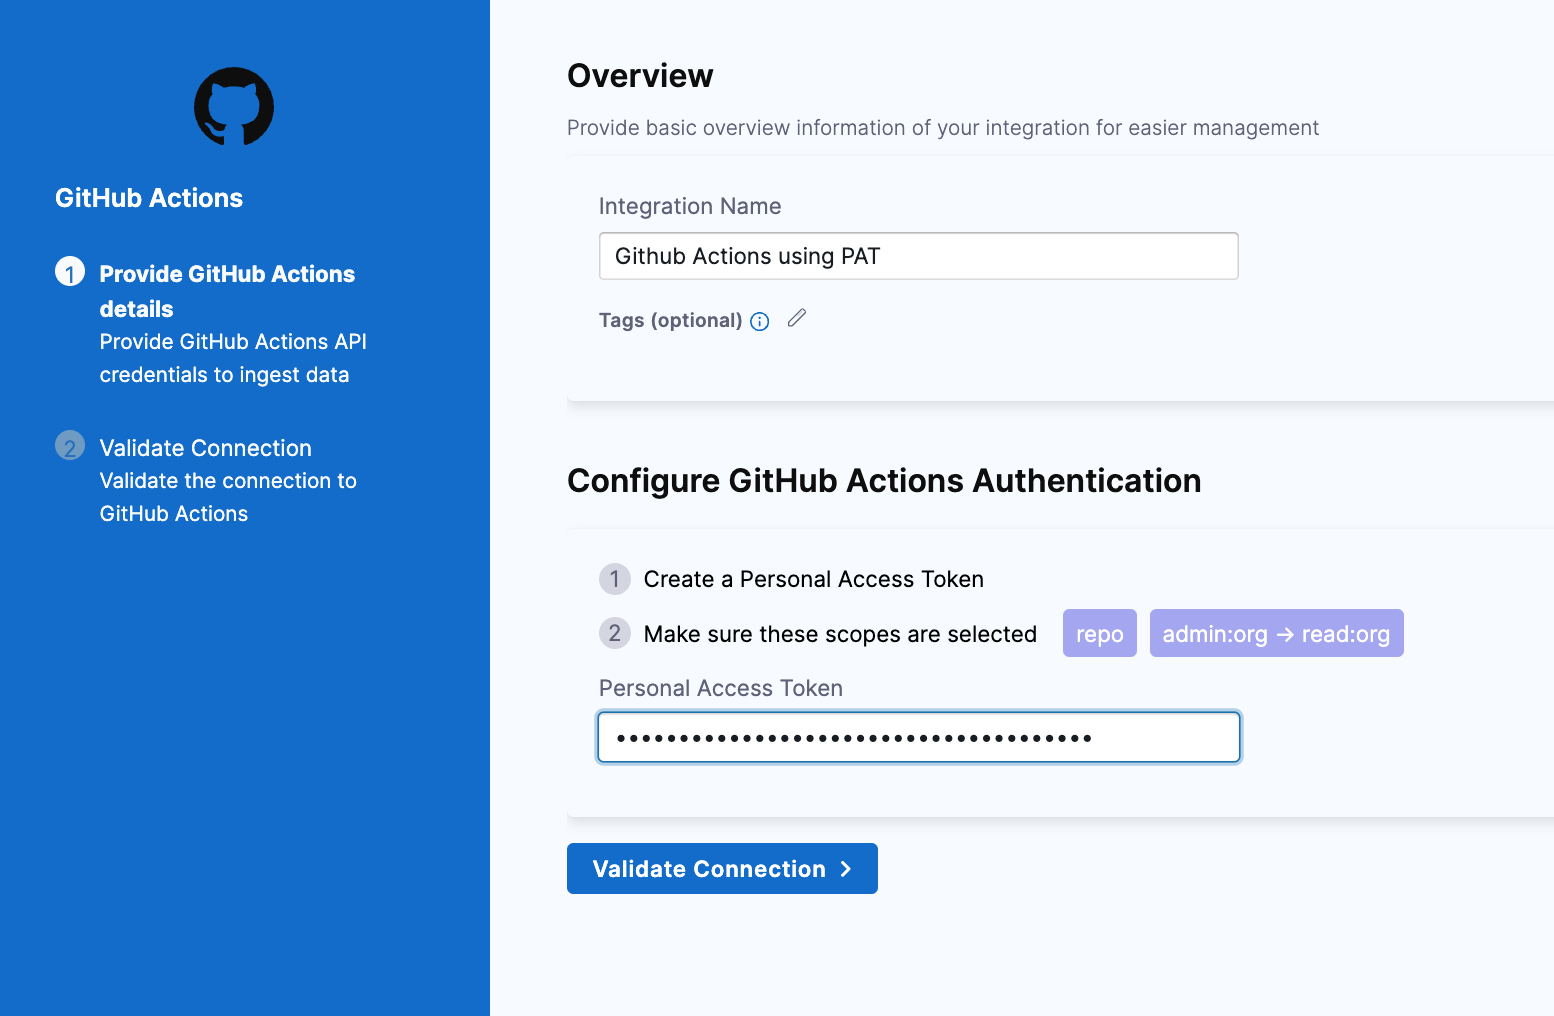 GitHub Actions
1
Provide GitHub Actions
details
Provide GitHub Actions API
credentials to ingest data
2
Validate Connection
Validate the connection to
GitHub Actions
Overview
Provide basic overview information of your integration for easier management
Integration Name
Github Actions using PAT
Tags (optional)
Configure GitHub Actions Authentication
1 Create a Personal Access Token
2 Make sure these scopes are selected repo admin:org → read:org
Personal Access Token
••••••••••••••••••••••••••••••••••••••
Validate Connection